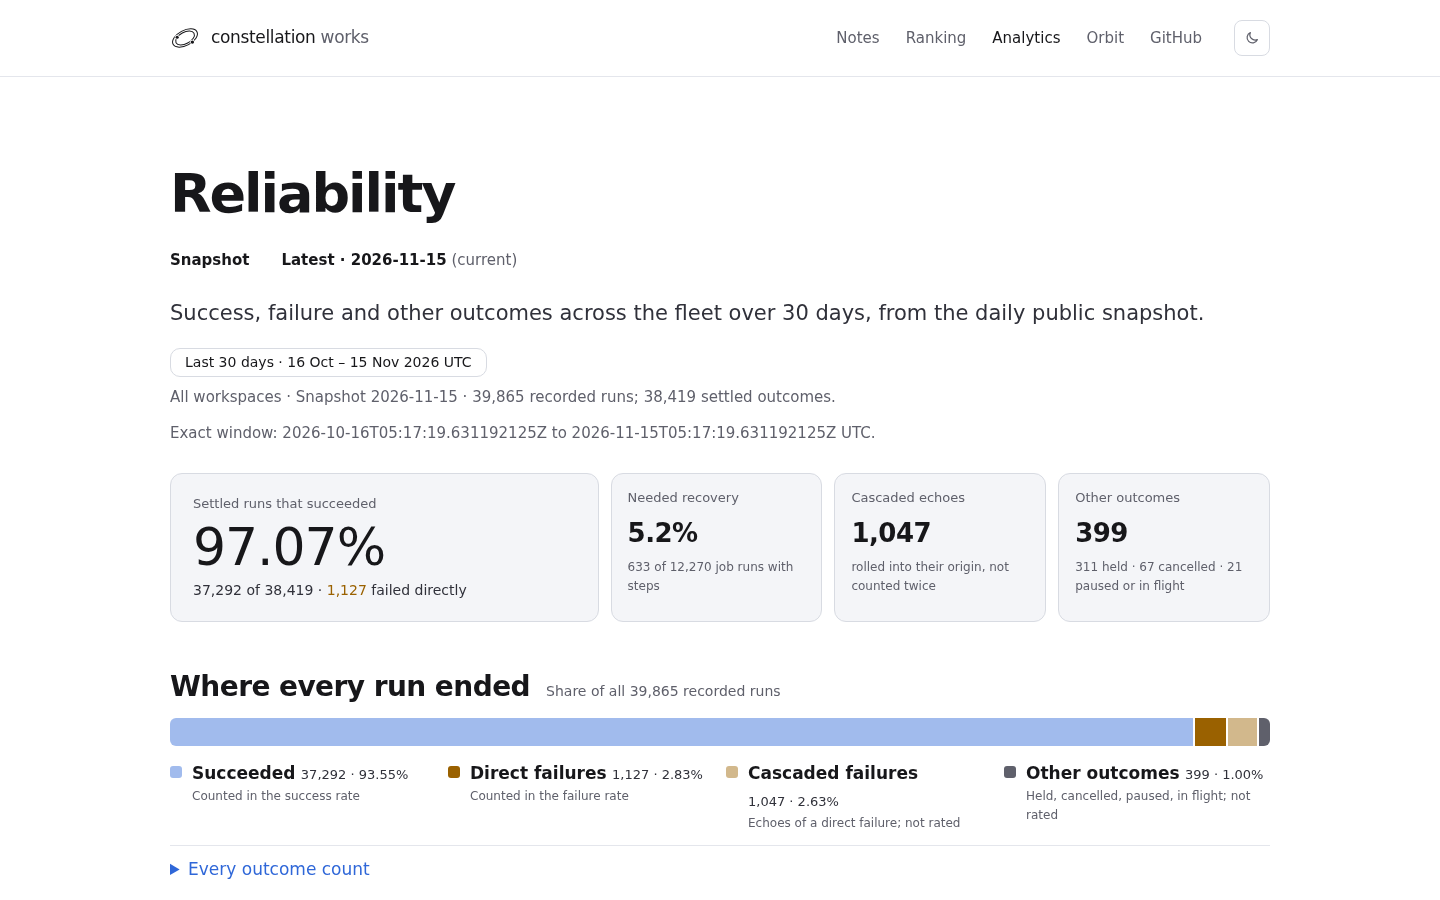 constellation works
Notes Ranking Analytics Orbit GitHub
Reliability
Snapshot Latest · 2026-11-15 (current)
Success, failure and other outcomes across the fleet over 30 days, from the daily public snapshot.
Last 30 days · 16 Oct – 15 Nov 2026 UTC
All workspaces · Snapshot 2026-11-15 · 39,865 recorded runs; 38,419 settled outcomes.
Exact window: 2026-10-16T05:17:19.631192125Z to 2026-11-15T05:17:19.631192125Z UTC.
Settled runs that succeeded
97.07%
37,292 of 38,419 · 1,127 failed directly
Needed recovery
5.2%
633 of 12,270 job runs with
steps
Cascaded echoes
1,047
rolled into their origin, not
counted twice
Other outcomes
399
311 held · 67 cancelled · 21
paused or in flight
Where every run ended Share of all 39,865 recorded runs
Succeeded 37,292 · 93.55%
Counted in the success rate
Direct failures 1,127 · 2.83%
Counted in the failure rate
Cascaded failures
1,047 · 2.63%
Echoes of a direct failure; not rated
Other outcomes 399 · 1.00%
Held, cancelled, paused, in flight; not
rated
Every outcome count